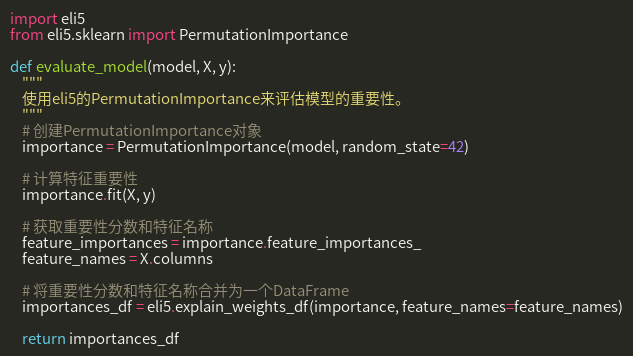 import eli5
from eli5.sklearn import PermutationImportance
def evaluate_model(model, X, y):
"""
使用eli5的PermutationImportance来评估模型的重要性。
"""
# 创建PermutationImportance对象
importance = PermutationImportance(model, random_state=42)
# 计算特征重要性
importance.fit(X, y)
# 获取重要性分数和特征名称
feature_importances = importance.feature_importances_
feature_names = X.columns
# 将重要性分数和特征名称合并为一个DataFrame
importances_df = eli5.explain_weights_df(importance, feature_names=feature_names)
return importances_df